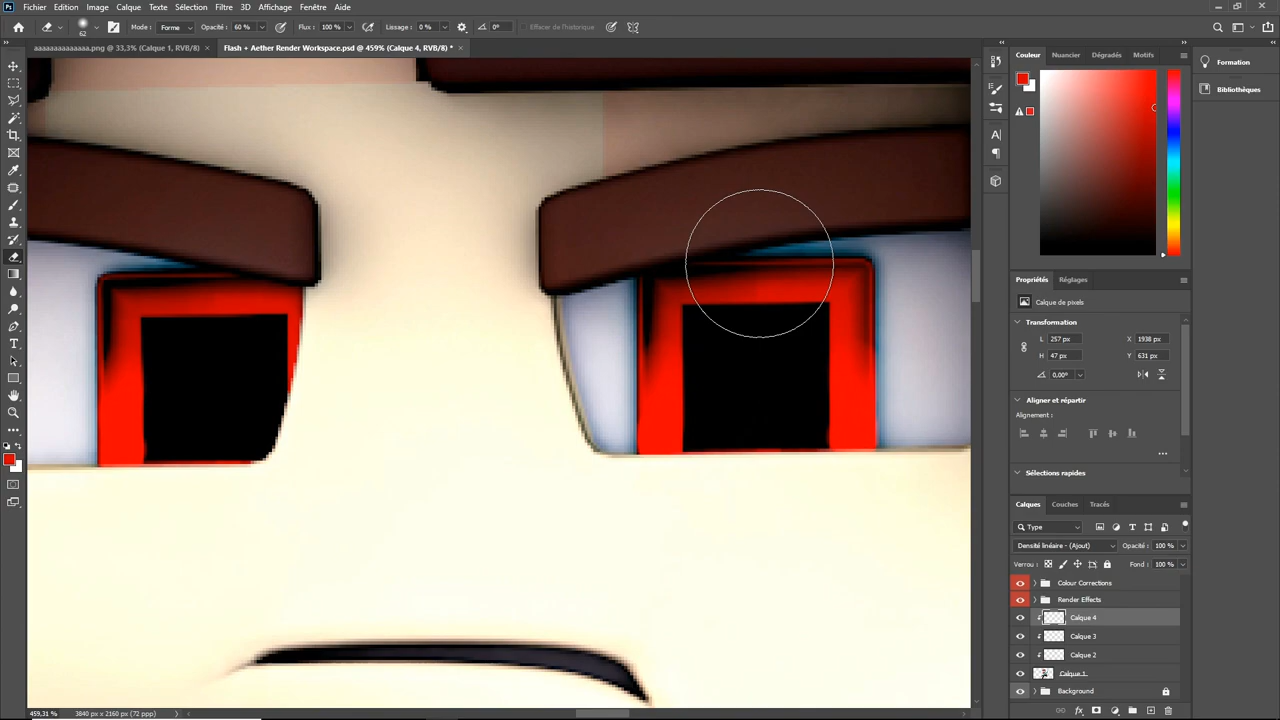 Fichier Edition Image Calque Texte Sélection Filtre 3D Affichage Fenêtre Aide
62 Mode : Forme Opacité : 60 % Flux : 100 % Lissage : 0 % 0° Effacer de l'historique
aaaaaaaaaaaaaa.png @ 33,3% (Calque 1, RVB/8) × Flash + Aether Render Workspace.psd @ 459% (Calque 4, RVB/8) * ×
Couleur Nuancier Dégradés Motifs
Formation
Bibliothèques
Propriétés Réglages
Calque de pixels
Transformation
L 257 px X 1938 px
H 47 px Y 631 px
0,00°
Aligner et répartir
Alignement :
Sélections rapides
Calques Couches Tracés
Type
Densité linéaire - (Ajout) Opacité : 100 %
Verrou : Fond : 100 %
Colour Corrections
Render Effects
Calque 4
Calque 3
Calque 2
Calque 1
Background
459,31 % 3840 px x 2160 px (72 ppp)